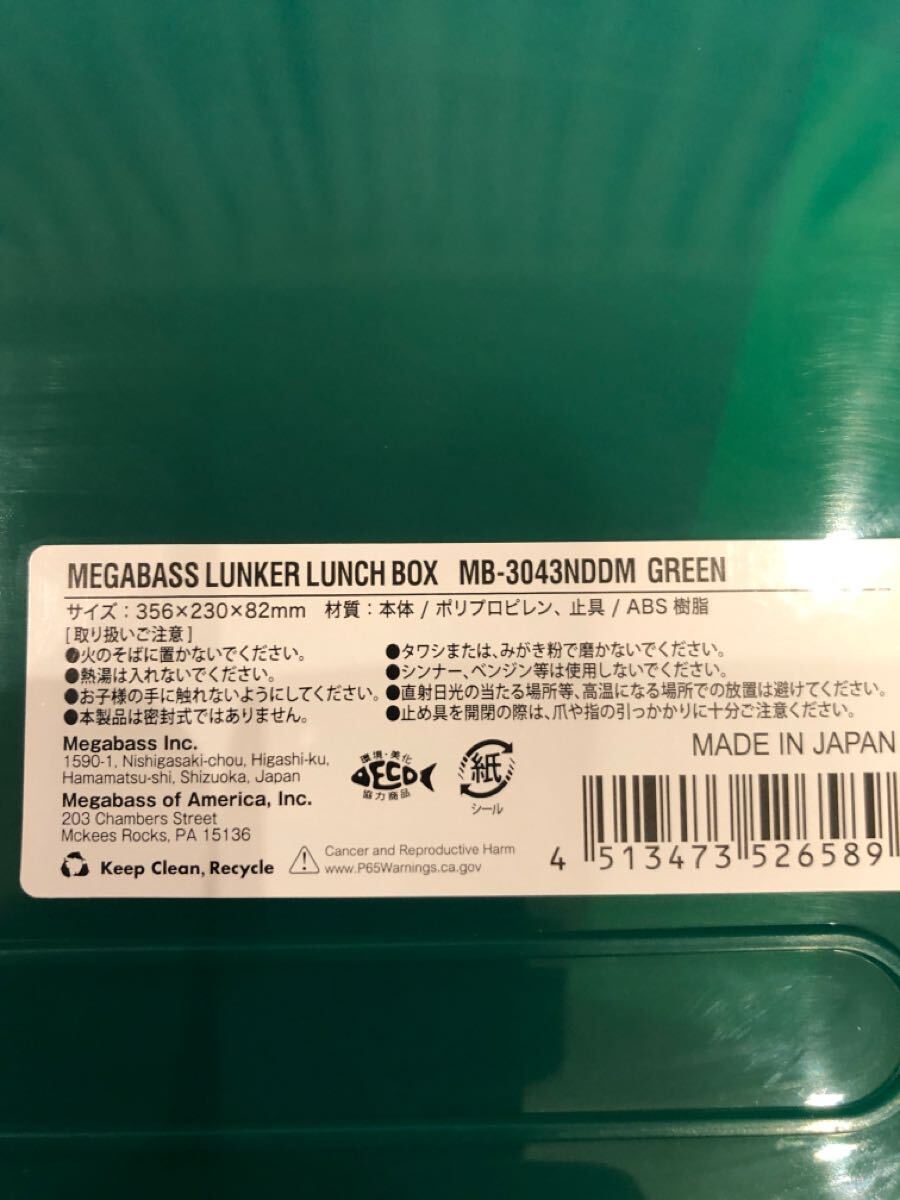 MEGABASS LUNKER LUNCH BOX MB-3043NDDM GREEN
サイズ：356×230×82mm 材質：本体 / ポリプロピレン、止具 / ABS 樹脂
[取り扱いご注意]
●火のそばに置かないでください。
●熱湯は入れないでください。
●お子様の手に触れないようにしてください。
●本製品は密封式ではありません。
●タワシまたは、みがき粉で磨かないでください。
●シンナー、ベンジン等は使用しないでください。
●直射日光の当たる場所等、高温になる場所での放置は避けてください。
●止め具を開閉の際は、爪や指の引っかかりに十分ご注意ください。
Megabass Inc.
1590-1, Nishigasaki-chou, Higashi-ku,
Hamamatsu-shi, Shizuoka, Japan
Megabass of America, Inc.
203 Chambers Street
Mckees Rocks, PA 15136
Keep Clean, Recycle
環境・美化
ECO
協力商品
紙
シール
Cancer and Reproductive Harm
www.P65Warnings.ca.gov
MADE IN JAPAN
4 513473 526589